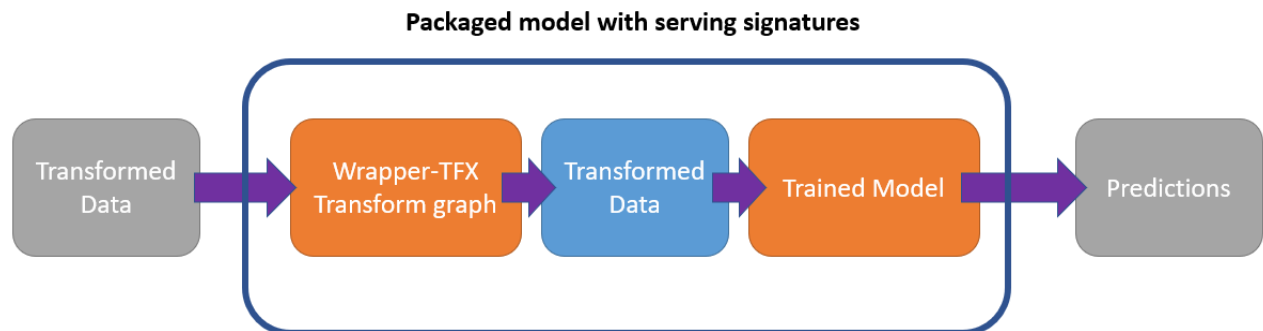 Packaged model with serving signatures
Transformed
Data
Wrapper-TFX
Transform graph
Transformed
Data
Trained Model
Predictions